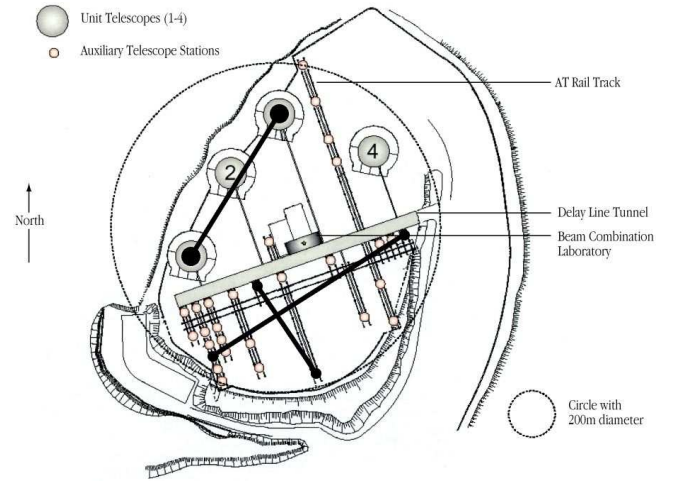 Unit Telescopes (1-4)
Auxiliary Telescope Stations
AT Rail Track
4
2
North
Delay Line Tunnel
Beam Combination
Laboratory
Circle with
200m diameter